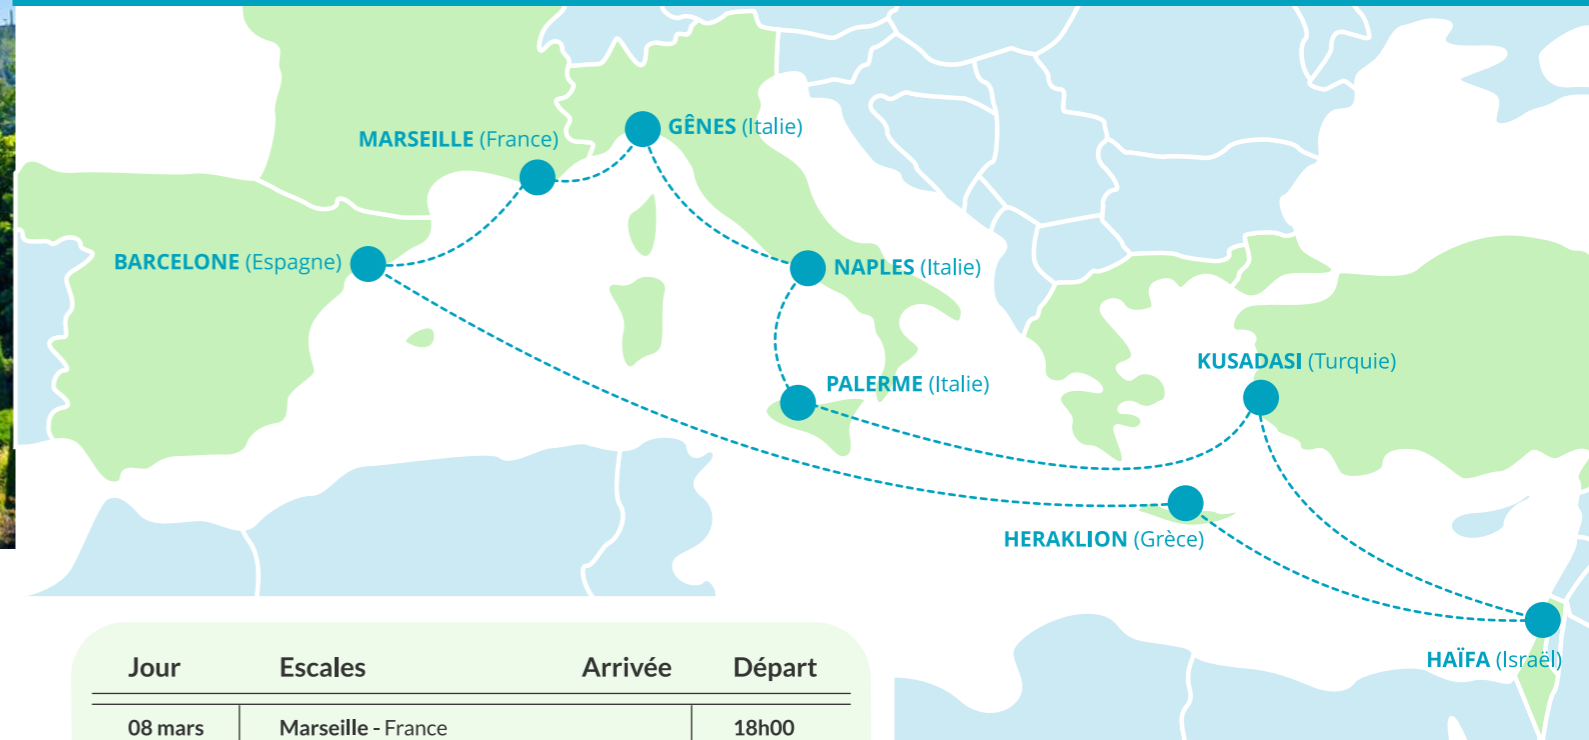 MARSEILLE (France)
GÊNES (Italie)
BARCELONE (Espagne)
NAPLES (Italie)
KUSADASI (Turquie)
PALERME (Italie)
HERAKLION (Grèce)
HAÏFA (Israël)
Jour Escales Arrivée Départ
08 mars Marseille - France 18h00